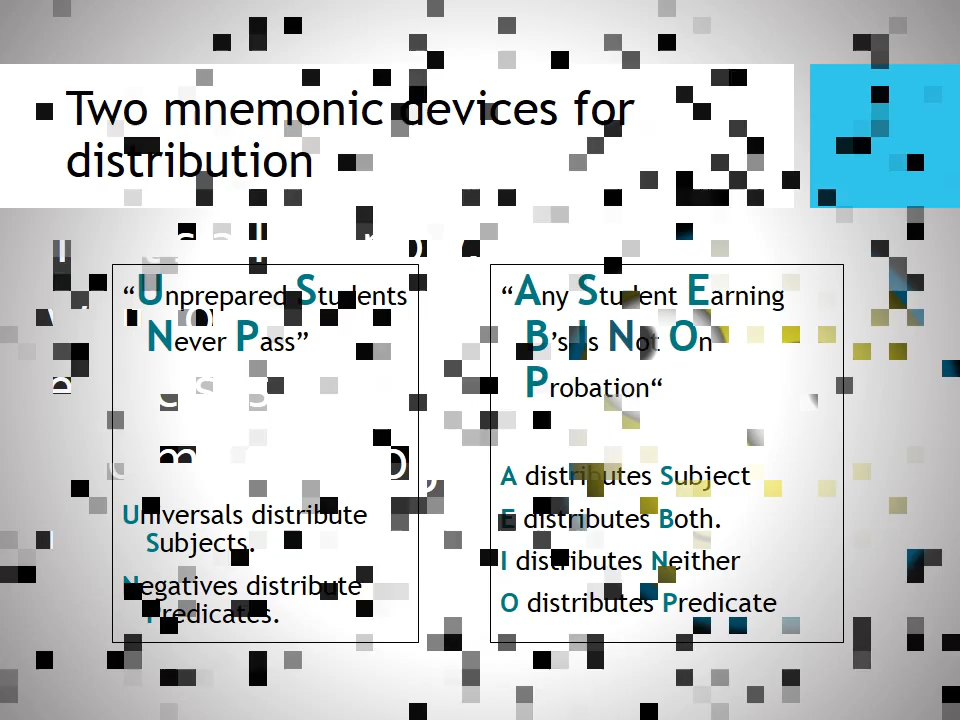 Two mnemonic devices for
distribution
“Unprepared Students
Never Pass”
Universals distribute
Subjects.
Negatives distribute
Predicates.
“Any Student Earning
B’s Is Not On
Probation“
A distributes Subject
E distributes Both.
I distributes Neither
O distributes Predicate